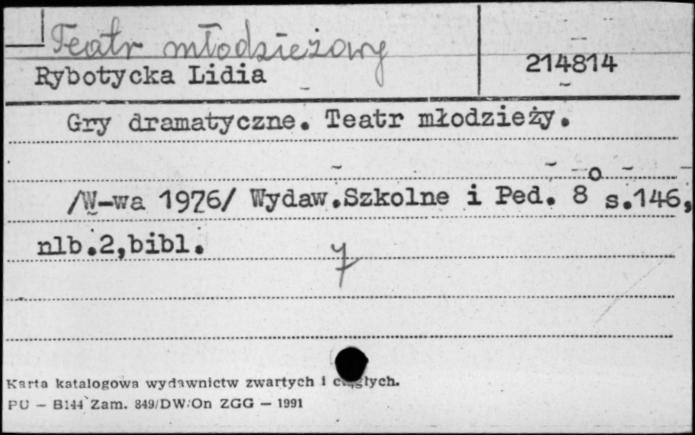 Teatr młodzieżowy
Rybotycka Lidia 214814
Gry dramatyczne. Teatr młodzieży.
/W-wa 1976/ Wydaw.Szkolne i Ped. 8° s.146,
nlb.2,bibl.
7
Karta katalogowa wydawnictw zwartych i ciągłych.
PU — B144 Zam. 849/DW/On ZGG — 1991